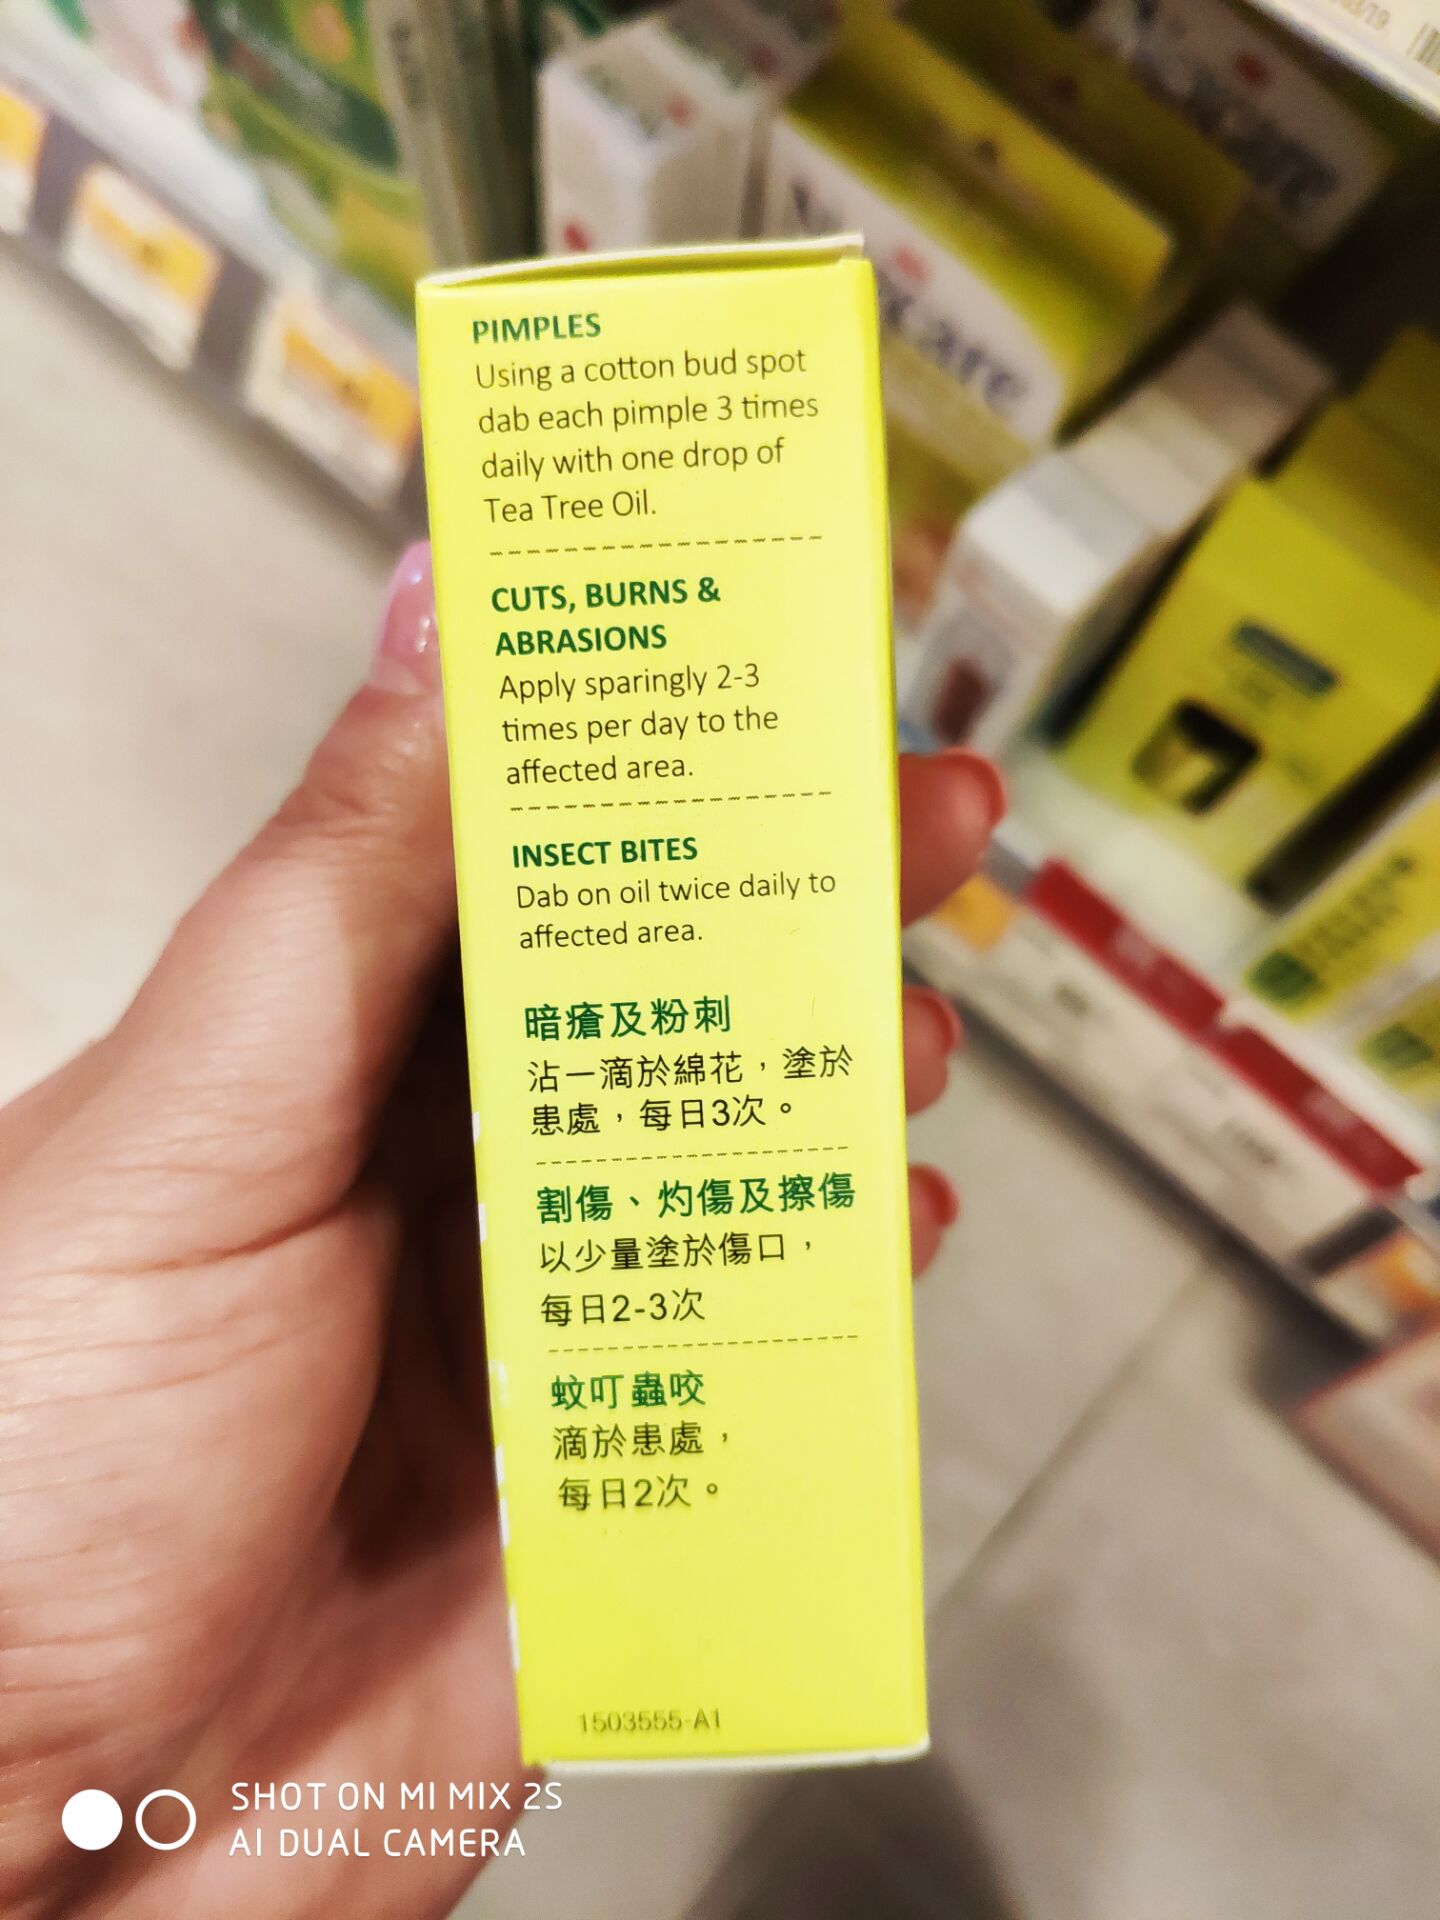 PIMPLES
Using a cotton bud spot
dab each pimple 3 times
daily with one drop of
Tea Tree Oil.
CUTS, BURNS &
ABRASIONS
Apply sparingly 2-3
times per day to the
affected area.
INSECT BITES
Dab on oil twice daily to
affected area.
暗瘡及粉刺
沾一滴於綿花，塗於
患處，每日3次。
割傷、灼傷及擦傷
以少量塗於傷口，
每日2-3次
蚊叮蟲咬
滴於患處，
每日2次。
1503555-A1
SHOT ON MI MIX 2S
AI DUAL CAMERA